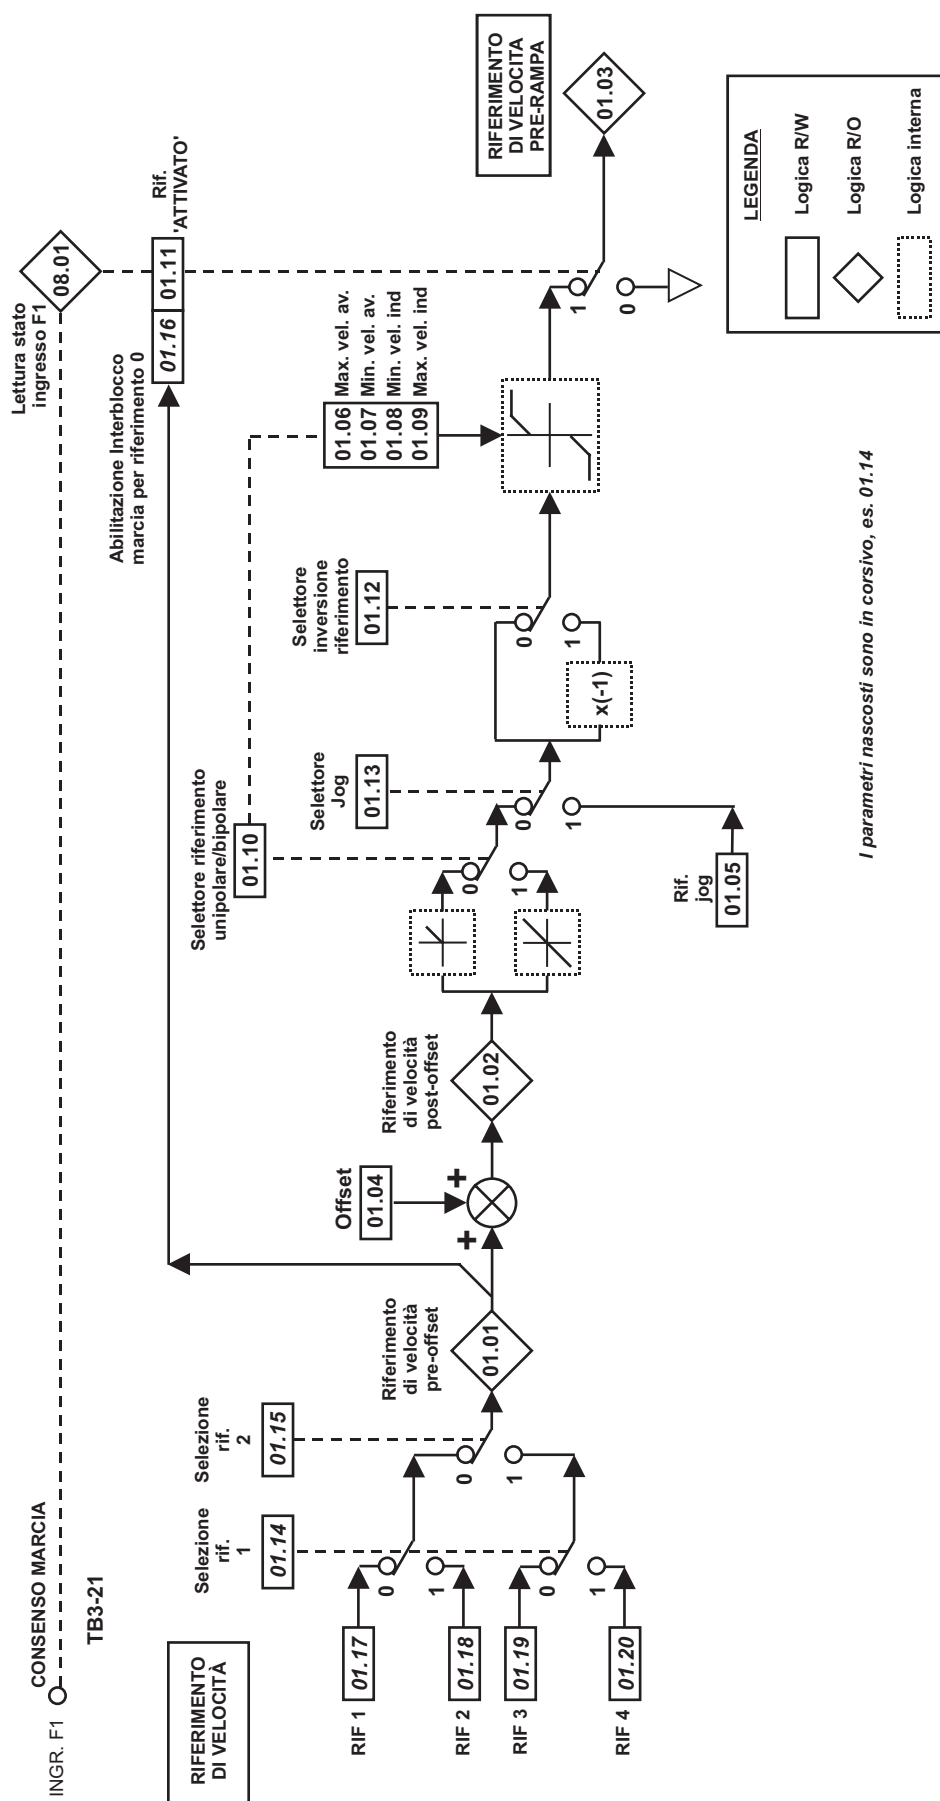 INGR. F1
CONSENSO MARCIA
TB3-21
Lettura stato
ingresso F1
08.01
Abilitazione Interblocco
marcia per riferimento 0
01.16
01.11
Rif.
'ATTIVATO'
RIFERIMENTO
DI VELOCITÀ
Selezione
rif.
1
01.14
Selezione
rif.
2
01.15
RIF 1
01.17
0
1
RIF 2
01.18
RIF 3
01.19
0
1
RIF 4
01.20
0
1
Riferimento
di velocità
pre-offset
01.01
Offset
01.04
+
+
Riferimento
di velocità
post-offset
01.02
Selettore riferimento
unipolare/bipolare
01.10
0
1
Selettore
Jog
01.13
0
1
Rif.
jog
01.05
Selettore
inversione
riferimento
01.12
0
1
x(-1)
01.06 Max. vel. av.
01.07 Min. vel. av.
01.08 Min. vel. ind
01.09 Max. vel. ind
1
0
RIFERIMENTO
DI VELOCITA
PRE-RAMPA
01.03
LEGENDA
Logica R/W
Logica R/O
Logica interna
I parametri nascosti sono in corsivo, es. 01.14